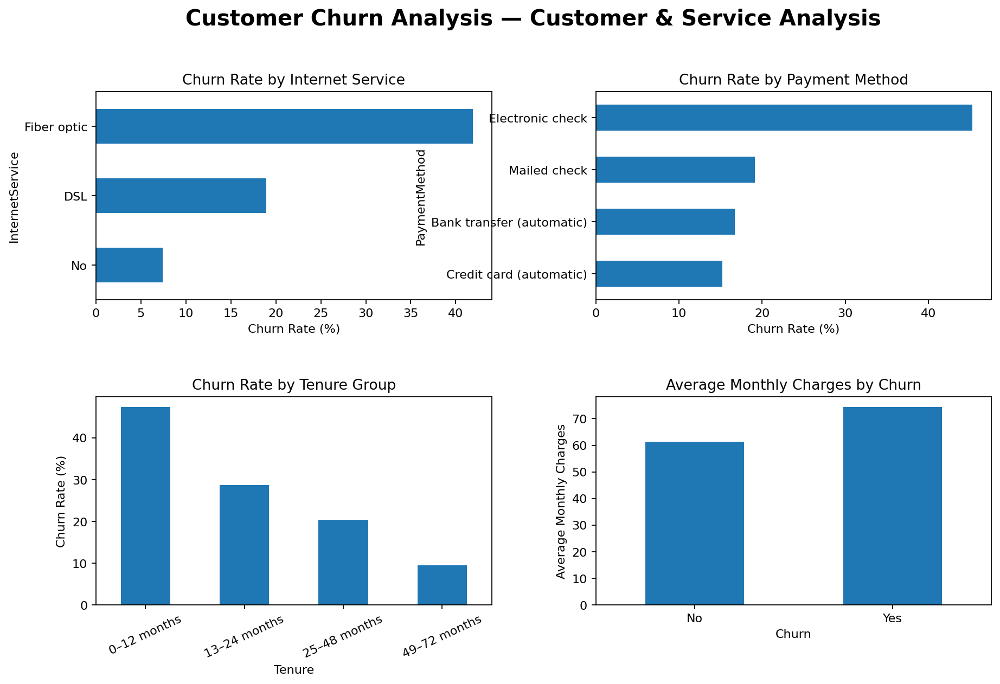 Customer Churn Analysis — Customer & Service Analysis
Churn Rate by Internet Service
InternetService
Fiber optic
DSL
No
0 5 10 15 20 25 30 35 40
Churn Rate (%)
Churn Rate by Payment Method
PaymentMethod
Electronic check
Mailed check
Bank transfer (automatic)
Credit card (automatic)
0 10 20 30 40
Churn Rate (%)
Churn Rate by Tenure Group
Churn Rate (%)
40
30
20
10
0
0–12 months 13–24 months 25–48 months 49–72 months
Tenure
Average Monthly Charges by Churn
Average Monthly Charges
70
60
50
40
30
20
10
0
No Yes
Churn